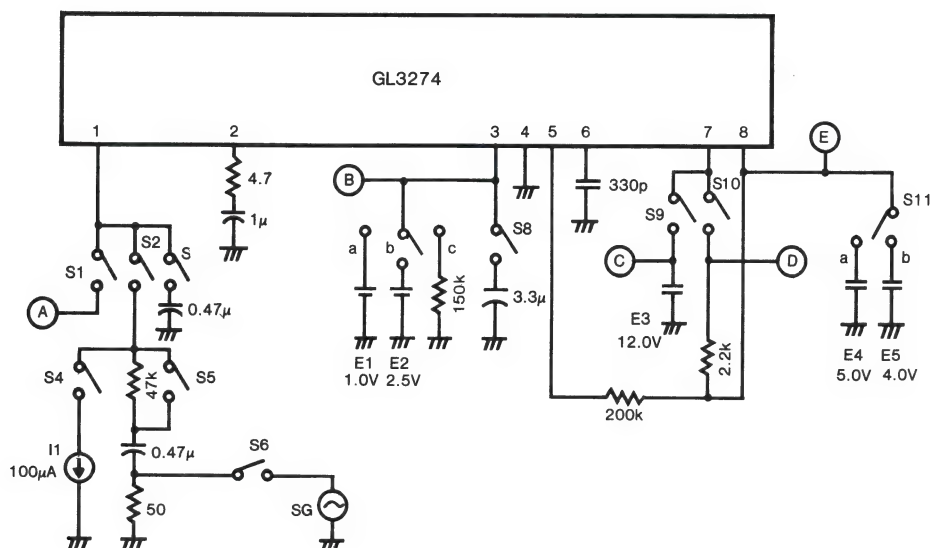 GL3274
1 2 3 4 5 6 7 8
4.7
1µ
B
E
330p
S1 S2 S
S8
S9 S10
S11
a b c
a b
C
D
A
0.47µ
150k
3.3µ
E3
12.0V
2.2k
S4
47k
S5
E1
1.0V
E2
2.5V
E4
5.0V
E5
4.0V
200k
I1
100µA
0.47µ
S6
50
SG